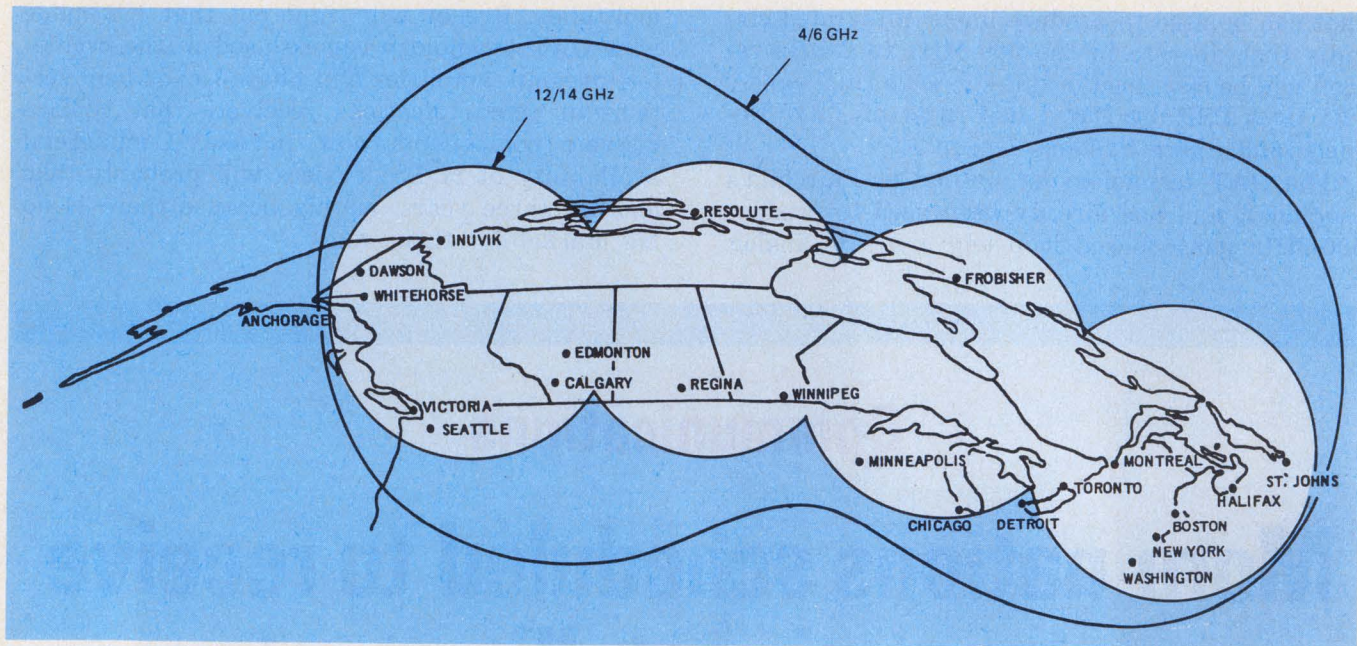 4/6 GHz
12/14 GHz
RESOLUTE
INUVIK
DAWSON
FROBISHER
WHITEHORSE
ANCHORAGE
EDMONTON
CALGARY
REGINA
WINNIPEG
VICTORIA
SEATTLE
MINNEAPOLIS
MONTREAL
ST. JOHNS
TORONTO
HALIFAX
CHICAGO
DETROIT
BOSTON
NEW YORK
WASHINGTON